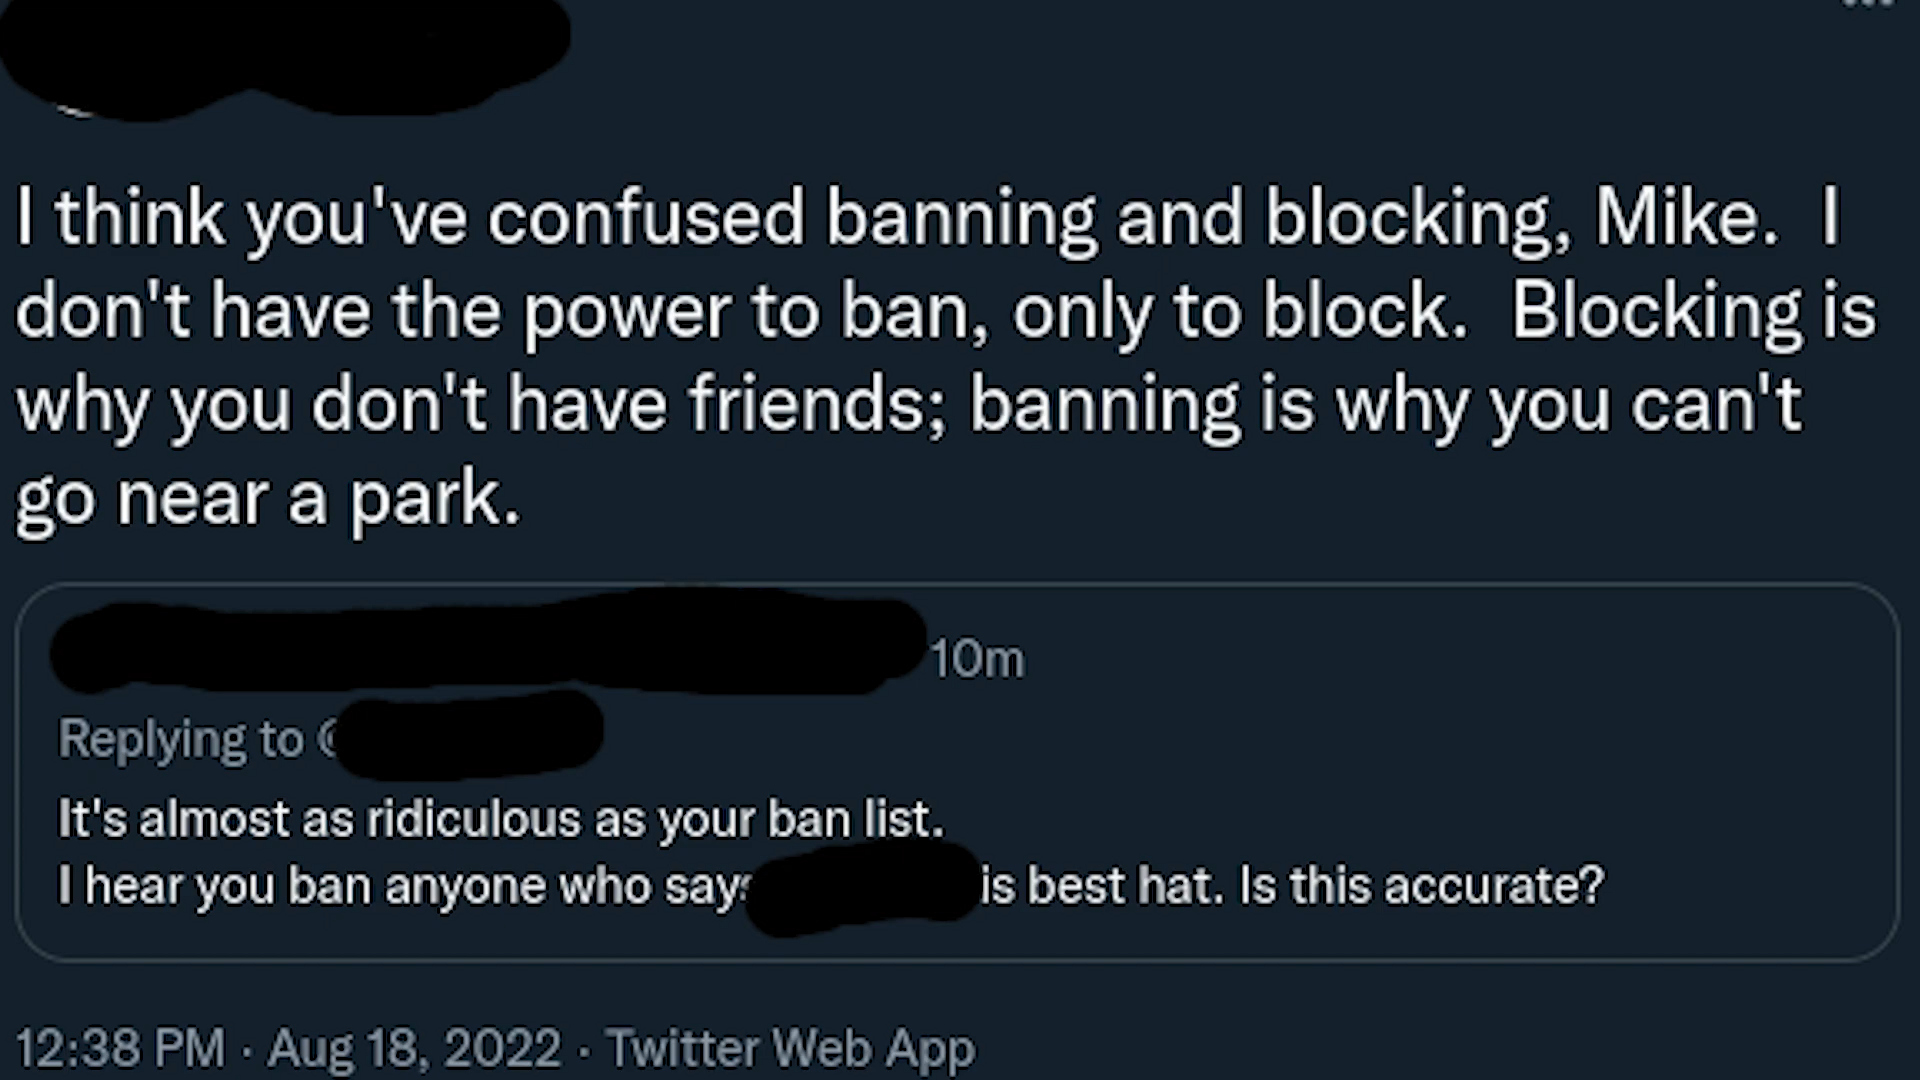 I think you've confused banning and blocking, Mike.  I
don't have the power to ban, only to block.  Blocking is
why you don't have friends; banning is why you can't
go near a park.
10m
Replying to
It's almost as ridiculous as your ban list.
I hear you ban anyone who says is best hat. Is this accurate?
12:38 PM · Aug 18, 2022 · Twitter Web App